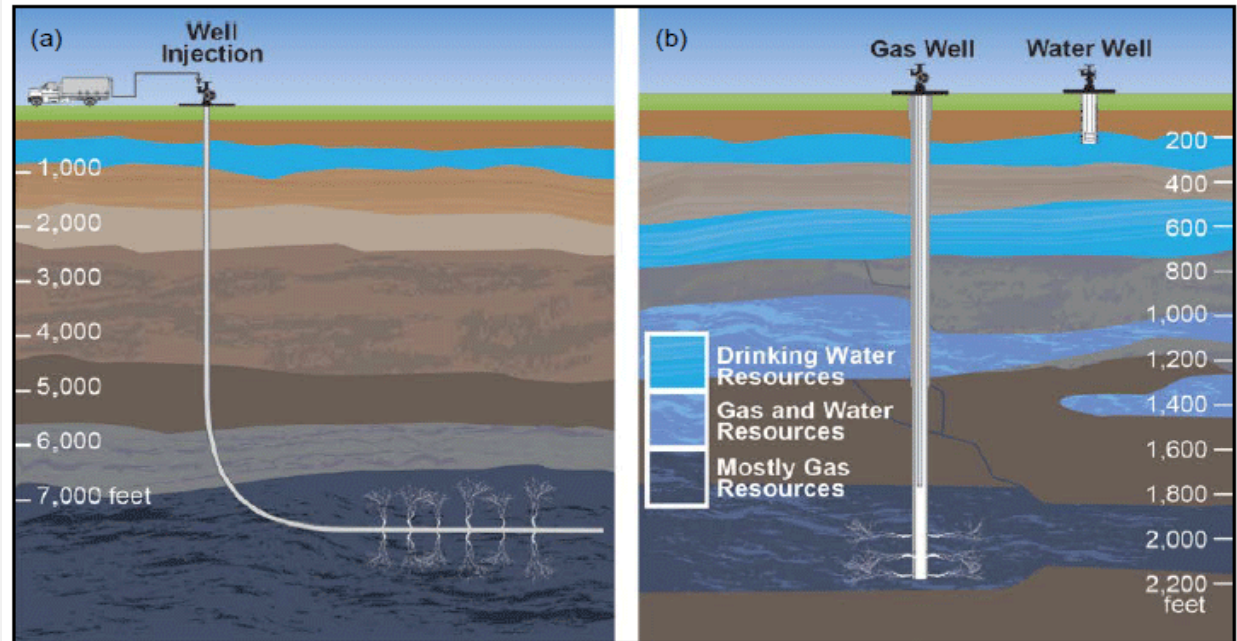 (a)
Well
Injection
1,000
2,000
3,000
4,000
5,000
6,000
7,000 feet
(b)
Gas Well
Water Well
200
400
600
800
1,000
1,200
1,400
1,600
1,800
2,000
2,200
feet
Drinking Water
Resources
Gas and Water
Resources
Mostly Gas
Resources